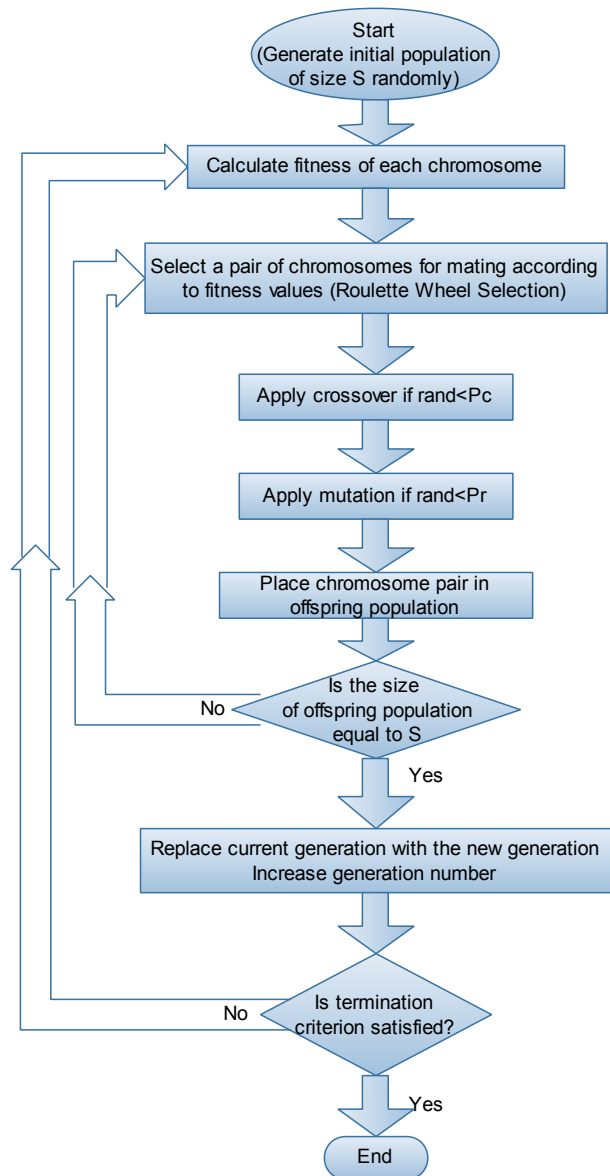 Start
(Generate initial population
of size S randomly)
Calculate fitness of each chromosome
Select a pair of chromosomes for mating according
to fitness values (Roulette Wheel Selection)
Apply crossover if rand<Pc
Apply mutation if rand<Pr
Place chromosome pair in
offspring population
Is the size
of offspring population
equal to S
No
Yes
Replace current generation with the new generation
Increase generation number
Is termination
criterion satisfied?
No
Yes
End